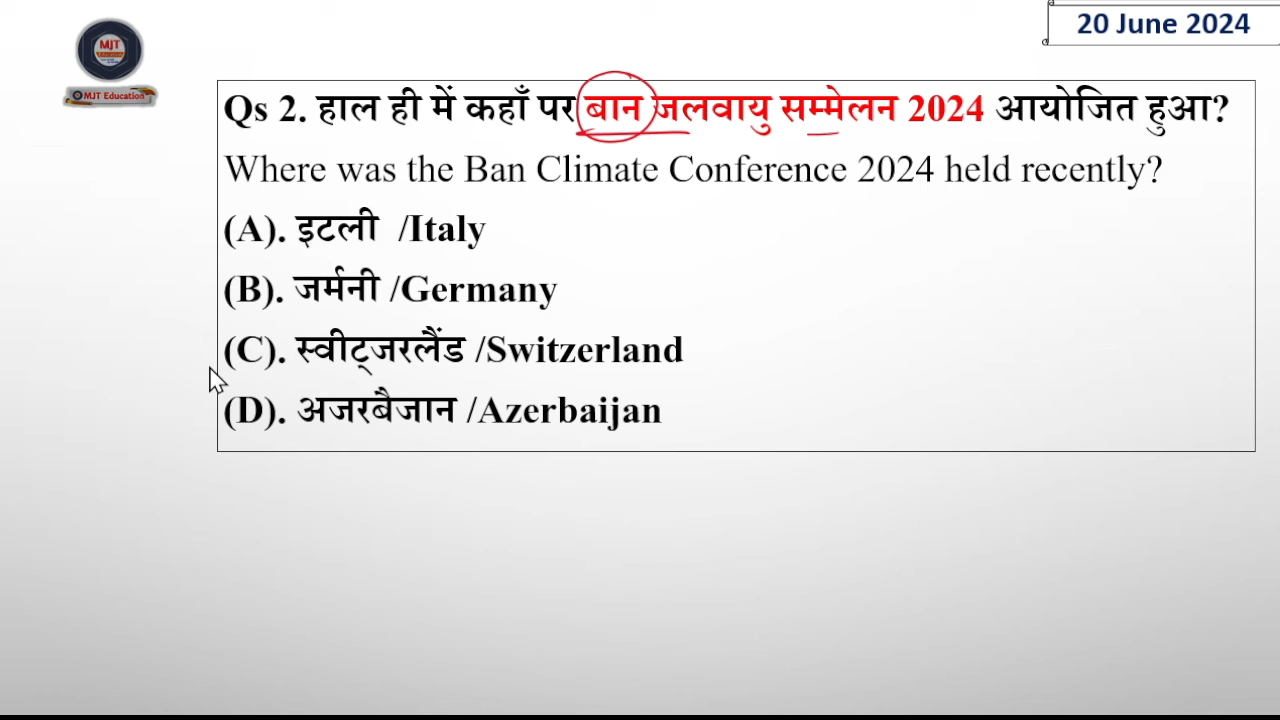 20 June 2024
MJT
MJT Education
Qs 2. हाल ही में कहाँ पर बान जलवायु सम्मेलन 2024 आयोजित हुआ?
Where was the Ban Climate Conference 2024 held recently?
(A). इटली /Italy
(B). जर्मनी /Germany
(C). स्वीट्जरलैंड /Switzerland
(D). अजरबैजान /Azerbaijan